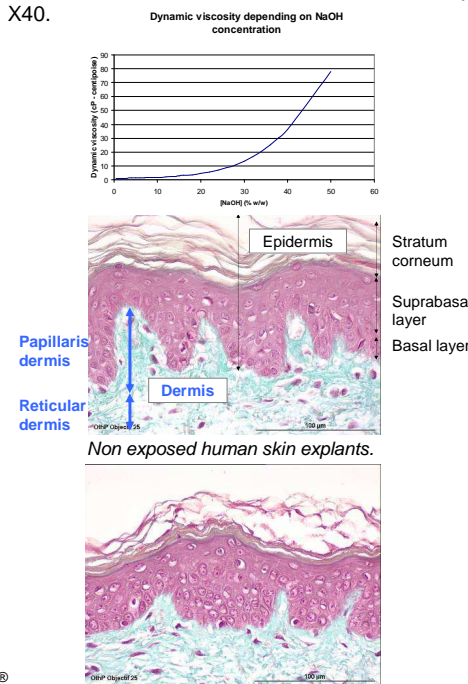 X40.
Dynamic viscosity depending on NaOH
concentration
Dynamic viscosity (cP - centipoise)
90
80
70
60
50
40
30
20
10
0
0 10 20 30 40 50 60
[NaOH] (% w/w)
Epidermis
Stratum
corneum
Suprabasa
layer
Basal layer
Papillaris
dermis
Dermis
Reticular
dermis
OthP Objectif 25
100 µm
Non exposed human skin explants.
OthP Objectif 25
100 µm
®